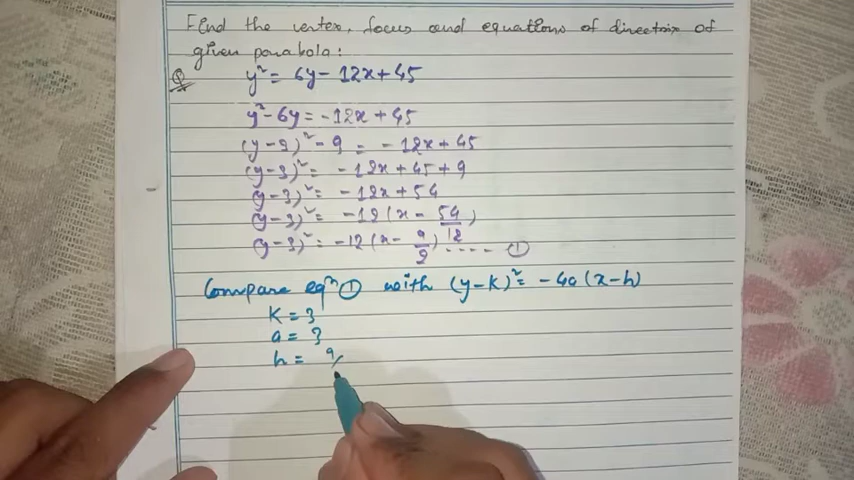 Find the vertex, focus and equations of directrix of
given parabola:
Q y² = 6y - 12x + 45
y² - 6y = -12x + 45
(y - 3)² - 9 = -12x + 45
(y - 3)² = -12x + 45 + 9
(y - 3)² = -12x + 54
(y - 3)² = -12 (x - 54/12)
(y - 3)² = -12 (x - 9/2) ---- ①
Compare eqⁿ ① with (y - k)² = -4a (x - h)
k = 3
a = 3
h = 9/